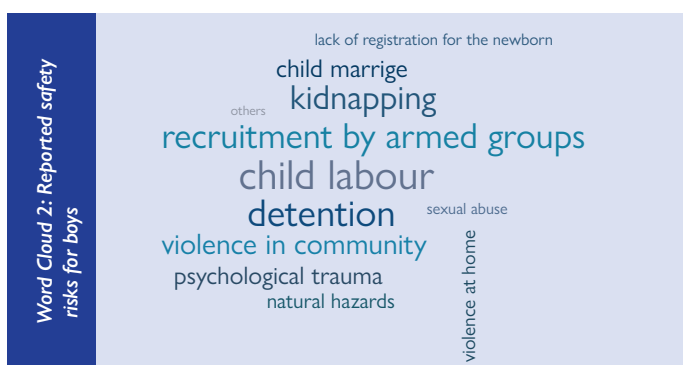 Word Cloud 2: Reported safety
risks for boys
lack of registration for the newborn
child marrige
kidnapping
others
recruitment by armed groups
child labour
detention
sexual abuse
violence in community
violence at home
psychological trauma
natural hazards